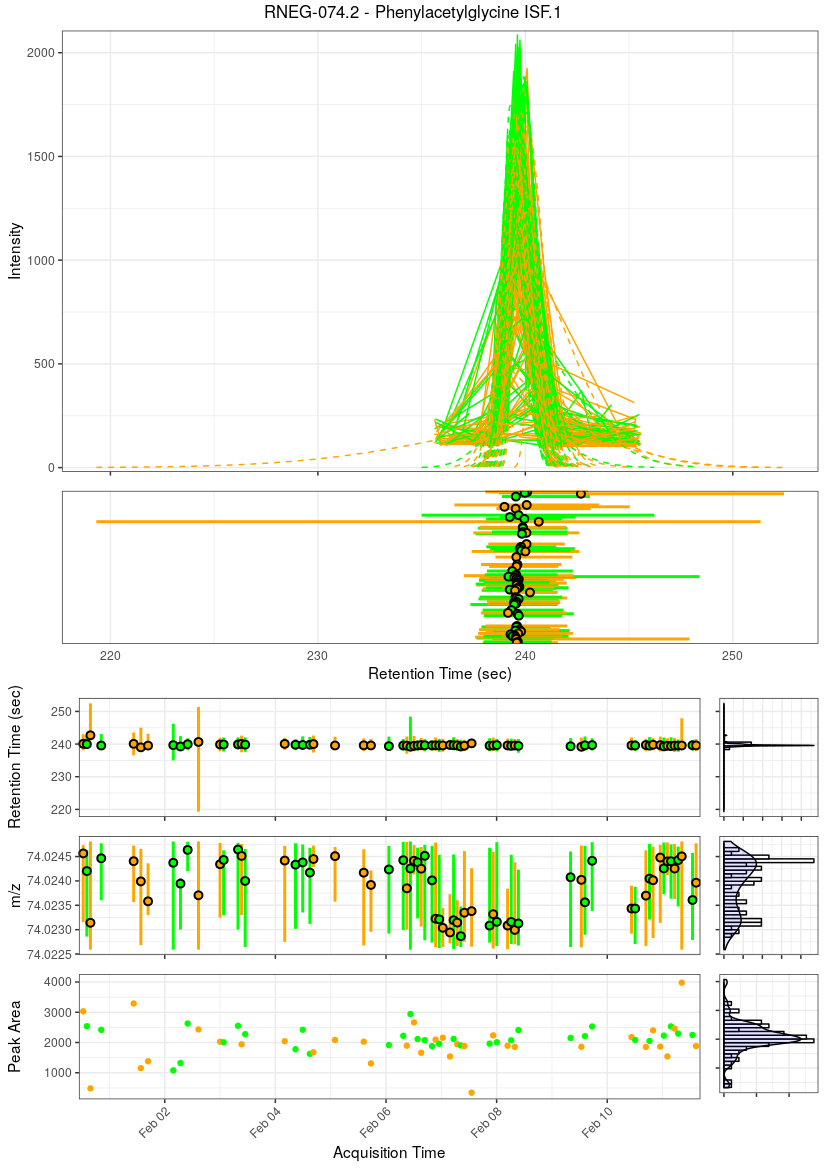 RNEG-074.2 - Phenylacetylglycine ISF.1
Intensity
2000
1500
1000
500
0
220
230
240
250
Retention Time (sec)
Retention Time (sec)
250
240
230
220
m/z
74.0245
74.0240
74.0235
74.0230
74.0225
Peak Area
4000
3000
2000
1000
Feb 02
Feb 04
Feb 06
Feb 08
Feb 10
Acquisition Time